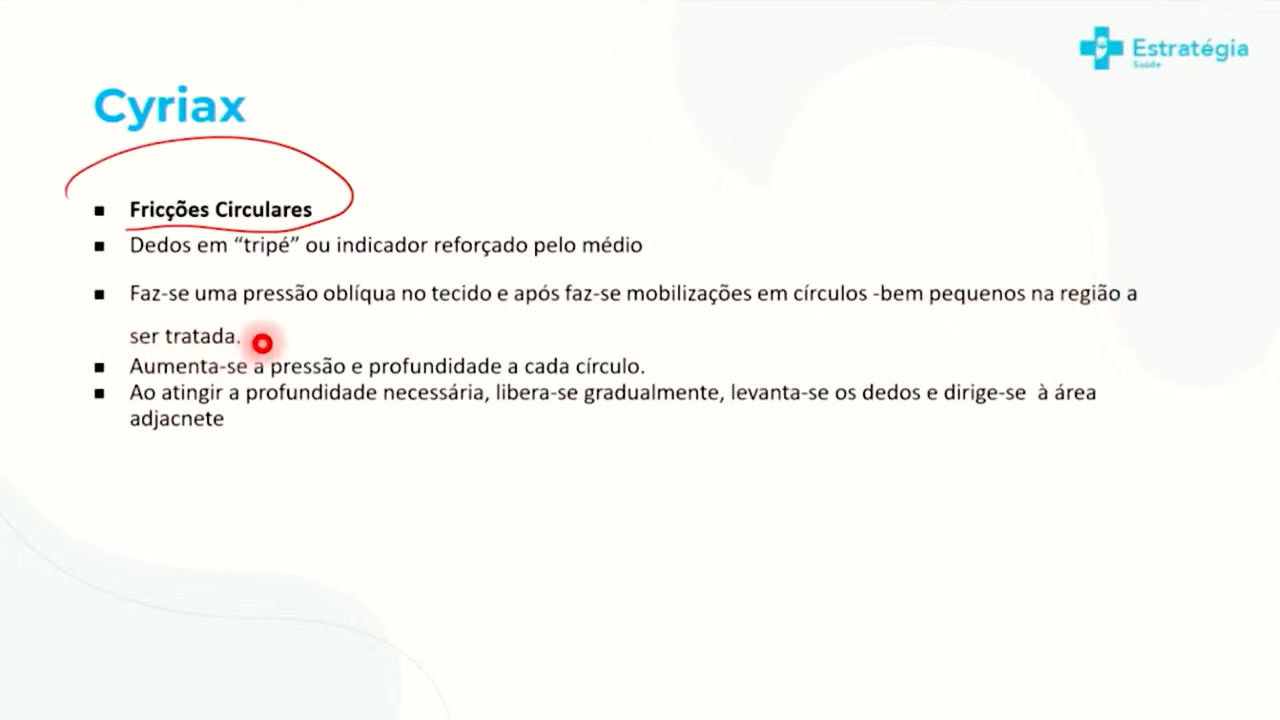 Estratégia
Saúde
Cyriax
▪ Fricções Circulares
▪ Dedos em “tripé” ou indicador reforçado pelo médio
▪ Faz-se uma pressão oblíqua no tecido e após faz-se mobilizações em círculos -bem pequenos na região a
ser tratada.
▪ Aumenta-se a pressão e profundidade a cada círculo.
▪ Ao atingir a profundidade necessária, libera-se gradualmente, levanta-se os dedos e dirige-se à área
adjacnete